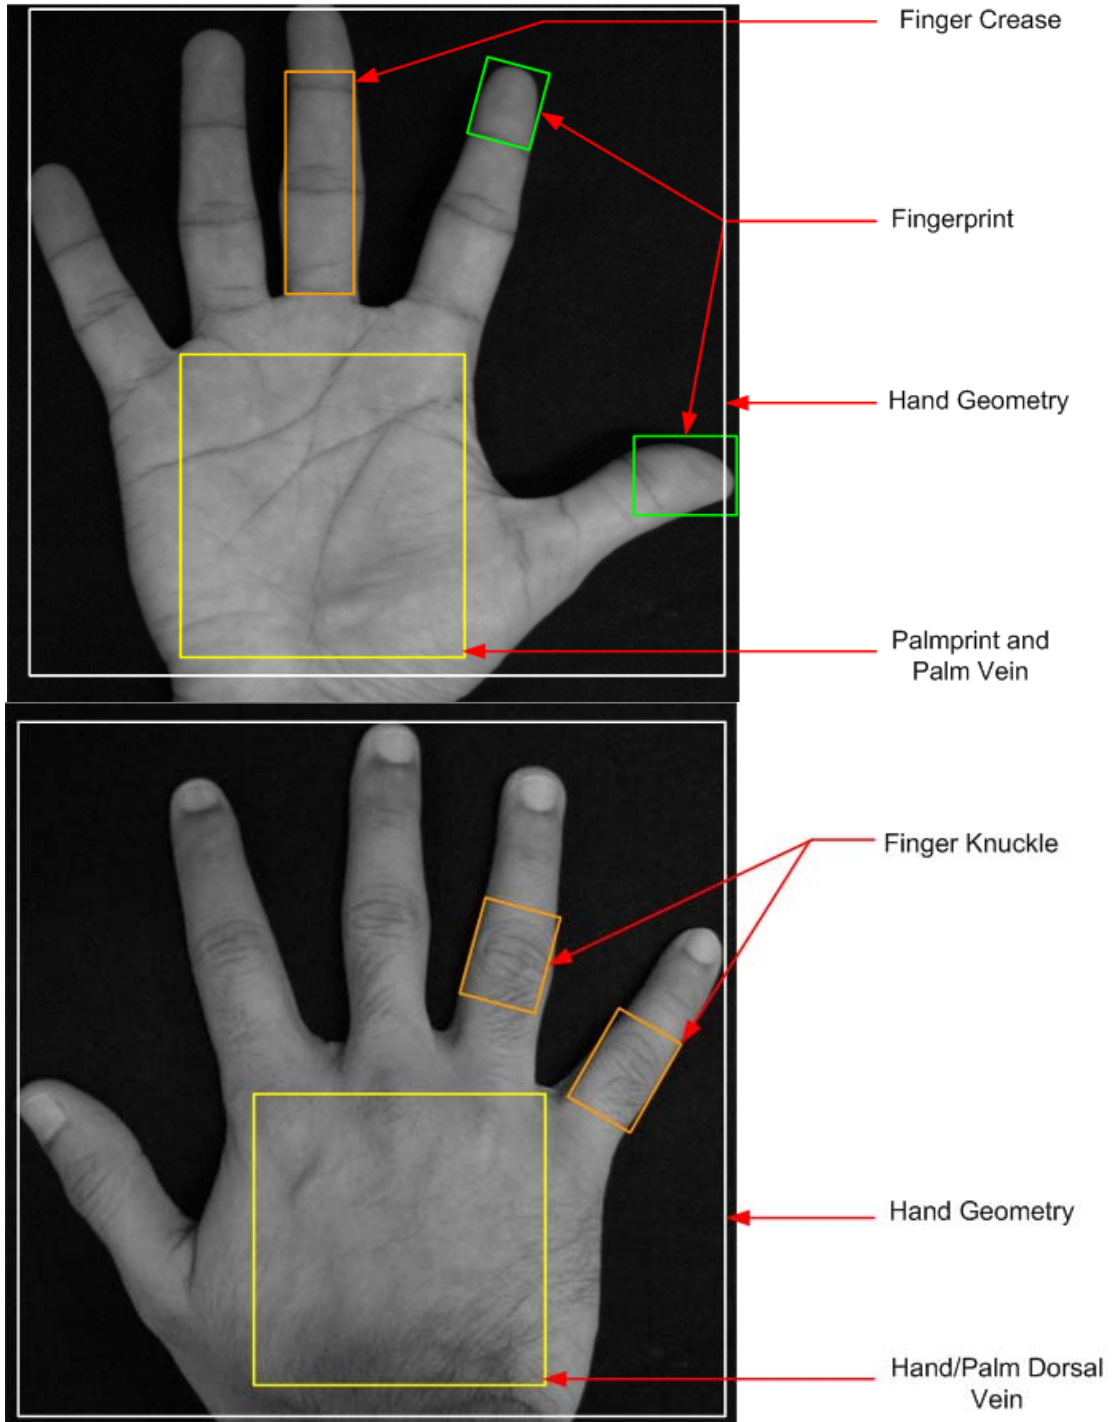 Finger Crease
Fingerprint
Hand Geometry
Palmprint and
Palm Vein
Finger Knuckle
Hand Geometry
Hand/Palm Dorsal
Vein